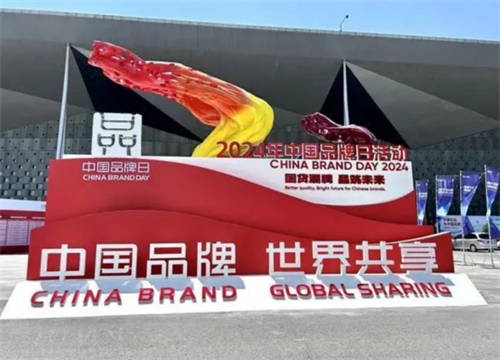 2024年中国品牌日活动
CHINA BRAND DAY 2024
国货潮牌 品筑未来
Better quality, Bright future for Chinese brands.
品
中国品牌日
CHINA BRAND DAY
中国品牌 世界共享
CHINA BRAND GLOBAL SHARING